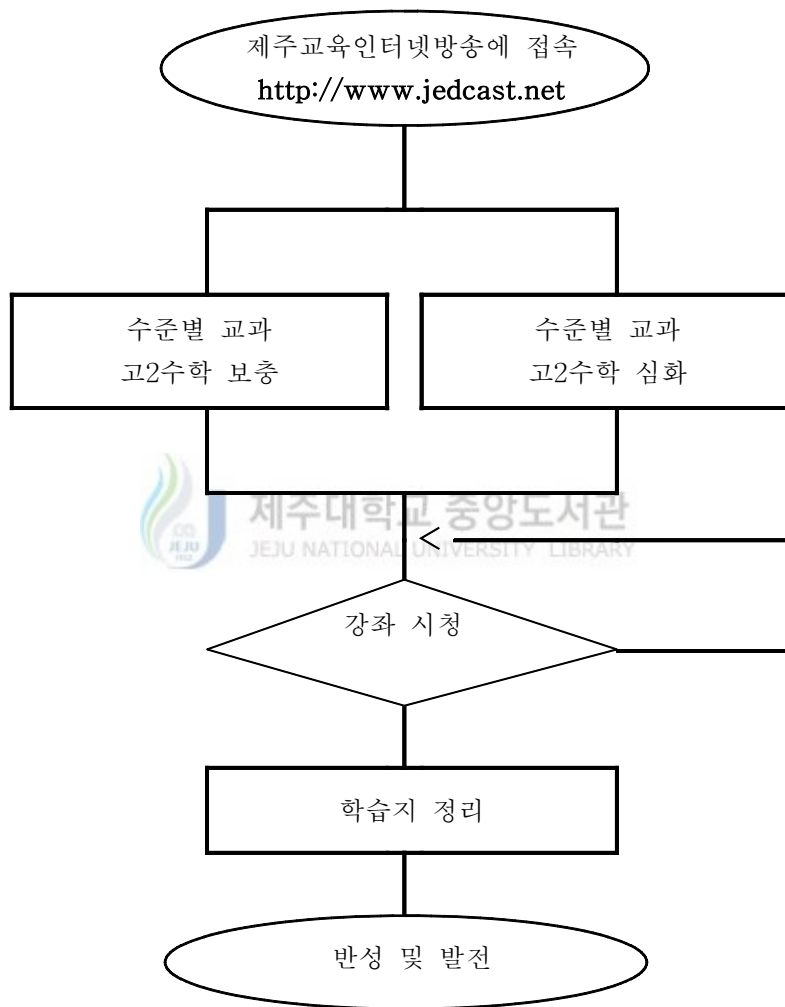 제주교육인터넷방송에 접속
http://www.jedcast.net
수준별 교과
고2수학 보충
수준별 교과
고2수학 심화
제주대학교 중앙도서관
JEJU NATIONAL UNIVERSITY LIBRARY
JEJU
1952
강좌 시청
학습지 정리
반성 및 발전